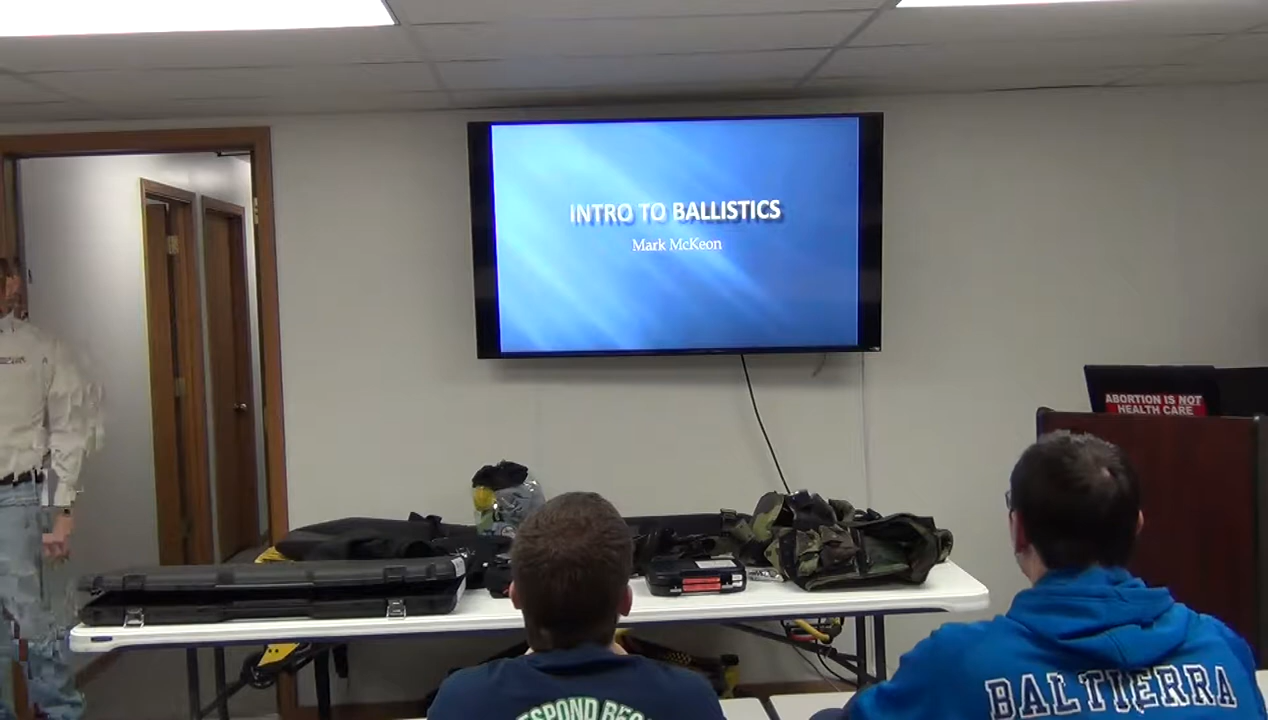 INTRO TO BALLISTICS
Mark McKeon
ABORTION IS NOT
HEALTH CARE
BALTIERRA